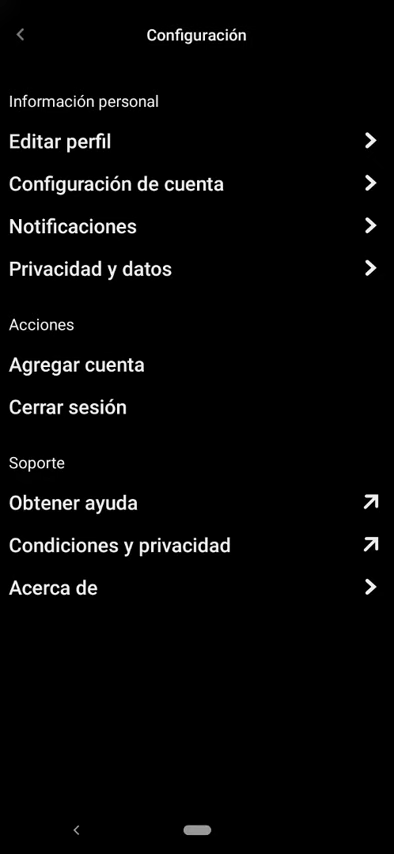 Configuración
Información personal
Editar perfil
Configuración de cuenta
Notificaciones
Privacidad y datos
Acciones
Agregar cuenta
Cerrar sesión
Soporte
Obtener ayuda
Condiciones y privacidad
Acerca de